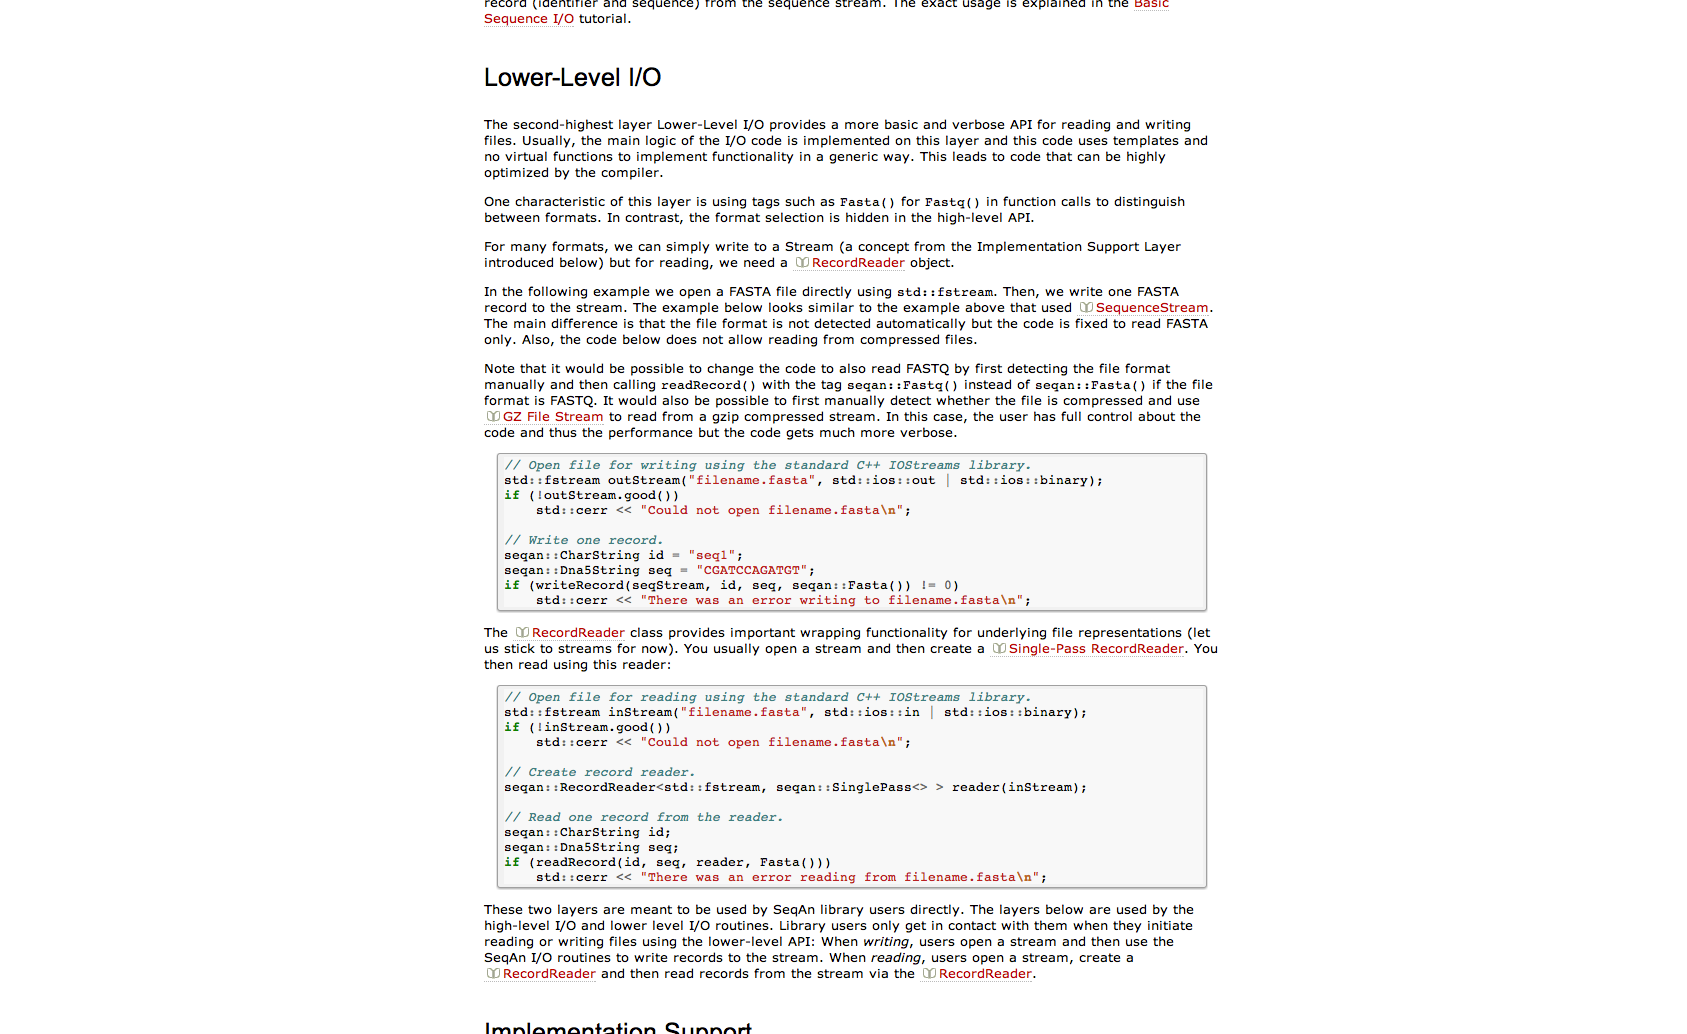 record (identifier and sequence) from the sequence stream. The exact usage is explained in the Basic
Sequence I/O tutorial.
Lower-Level I/O
The second-highest layer Lower-Level I/O provides a more basic and verbose API for reading and writing
files. Usually, the main logic of the I/O code is implemented on this layer and this code uses templates and
no virtual functions to implement functionality in a generic way. This leads to code that can be highly
optimized by the compiler.
One characteristic of this layer is using tags such as Fasta() for Fastq() in function calls to distinguish
between formats. In contrast, the format selection is hidden in the high-level API.
For many formats, we can simply write to a Stream (a concept from the Implementation Support Layer
introduced below) but for reading, we need a RecordReader object.
In the following example we open a FASTA file directly using std::fstream. Then, we write one FASTA
record to the stream. The example below looks similar to the example above that used SequenceStream.
The main difference is that the file format is not detected automatically but the code is fixed to read FASTA
only. Also, the code below does not allow reading from compressed files.
Note that it would be possible to change the code to also read FASTQ by first detecting the file format
manually and then calling readRecord() with the tag seqan::Fastq() instead of seqan::Fasta() if the file
format is FASTQ. It would also be possible to first manually detect whether the file is compressed and use
GZ File Stream to read from a gzip compressed stream. In this case, the user has full control about the
code and thus the performance but the code gets much more verbose.
// Open file for writing using the standard C++ IOStreams library.
std::fstream outStream("filename.fasta", std::ios::out | std::ios::binary);
if (!outStream.good())
    std::cerr << "Could not open filename.fasta\n";
// Write one record.
seqan::CharString id = "seq1";
seqan::Dna5String seq = "CGATCCAGATGT";
if (writeRecord(seqStream, id, seq, seqan::Fasta()) != 0)
    std::cerr << "There was an error writing to filename.fasta\n";
The RecordReader class provides important wrapping functionality for underlying file representations (let
us stick to streams for now). You usually open a stream and then create a Single-Pass RecordReader. You
then read using this reader:
// Open file for reading using the standard C++ IOStreams library.
std::fstream inStream("filename.fasta", std::ios::in | std::ios::binary);
if (!inStream.good())
    std::cerr << "Could not open filename.fasta\n";
// Create record reader.
seqan::RecordReader<std::fstream, seqan::SinglePass<> > reader(inStream);
// Read one record from the reader.
seqan::CharString id;
seqan::Dna5String seq;
if (readRecord(id, seq, reader, Fasta()))
    std::cerr << "There was an error reading from filename.fasta\n";
These two layers are meant to be used by SeqAn library users directly. The layers below are used by the
high-level I/O and lower level I/O routines. Library users only get in contact with them when they initiate
reading or writing files using the lower-level API: When writing, users open a stream and then use the
SeqAn I/O routines to write records to the stream. When reading, users open a stream, create a
RecordReader and then read records from the stream via the RecordReader.
Implementation Support